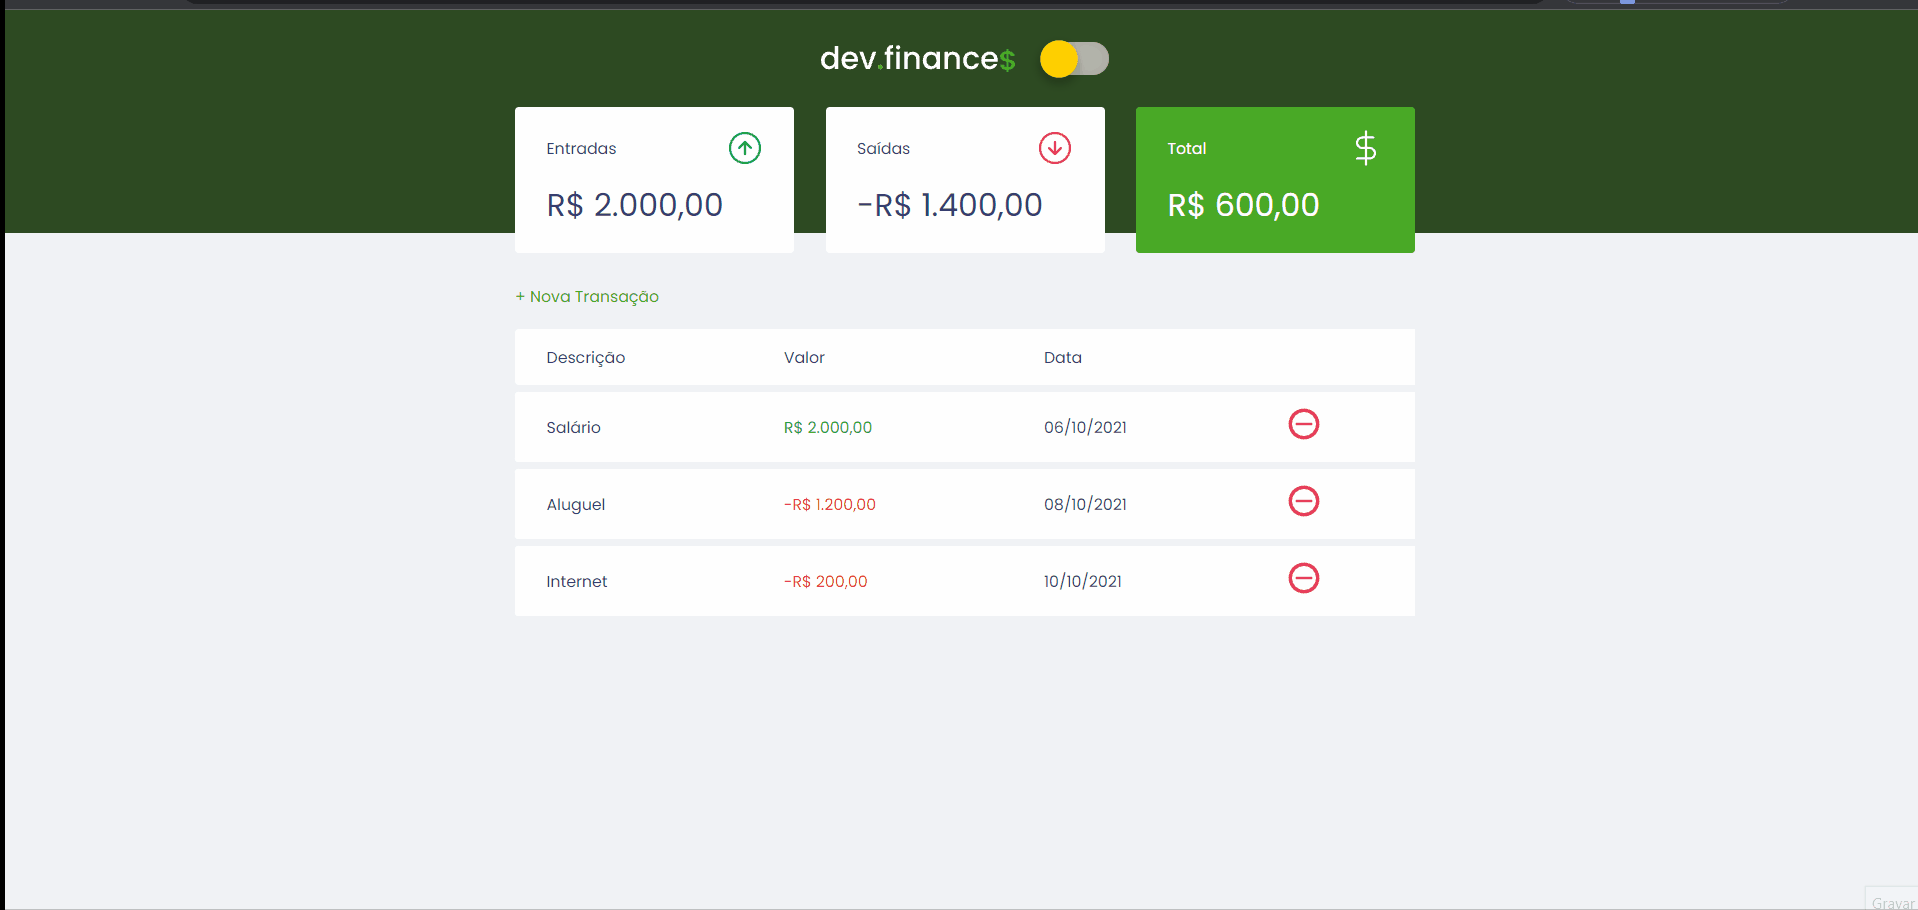 dev.finance$
Entradas
R$ 2.000,00
Saídas
-R$ 1.400,00
Total
$
R$ 600,00
+ Nova Transação
Descrição Valor Data
Salário R$ 2.000,00 06/10/2021
Aluguel -R$ 1.200,00 08/10/2021
Internet -R$ 200,00 10/10/2021
Gravar